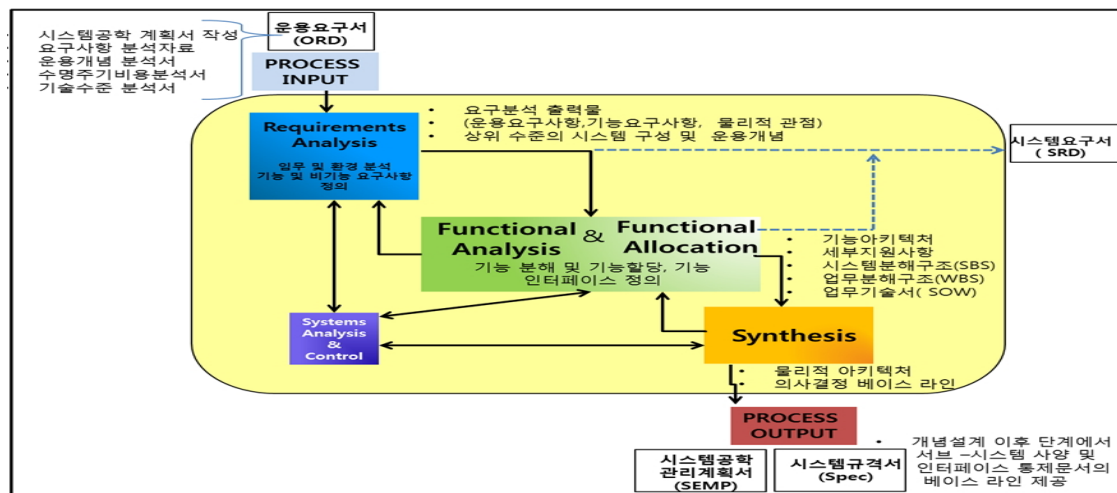 운용요구서
(ORD)
시스템공학 계획서 작성
요구사항 분석자료
운용개념 분석서
수명주기비용분석서
기술수준 분석서
PROCESS
INPUT
Requirements
Analysis
임무 및 환경 분석
기능 및 비기능 요구사항
정의
• 요구분석 출력물
• (운용요구사항,기능요구사항, 물리적 관점)
• 상위 수준의 시스템 구성 및 운용개념
시스템요구서
( SRD)
Functional
Analysis
&
Functional
Allocation
기능 분해 및 기능할당, 기능
인터페이스 정의
• 기능아키텍처
• 세부지원사항
• 시스템분해구조(SBS)
• 업무분해구조(WBS)
• 업무기술서( SOW)
Systems
Analysis
&
Control
Synthesis
• 물리적 아키텍처
• 의사결정 베이스 라인
PROCESS
OUTPUT
시스템공학
관리계획서
(SEMP)
시스템규격서
(Spec)
• 개념설계 이후 단계에서
서브 –시스템 사양 및
인터페이스 통제문서의
베이스 라인 제공